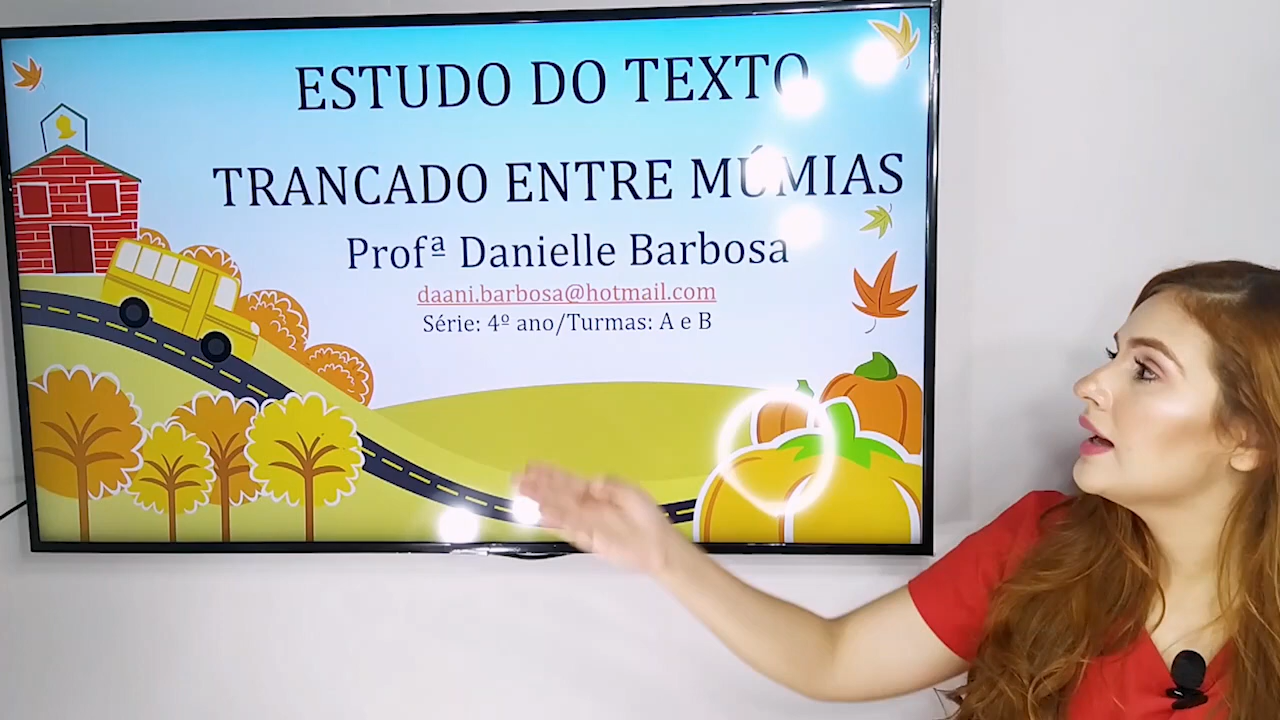 ESTUDO DO TEXTO
TRANCADO ENTRE MÚMIAS
Profª Danielle Barbosa
daani.barbosa@hotmail.com
Série: 4º ano/Turmas: A e B